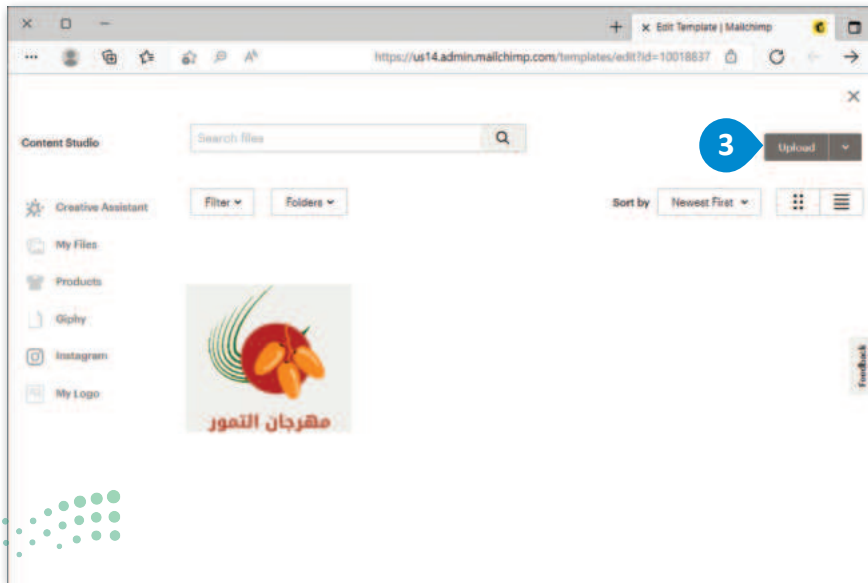 Edit Template | Mailchimp
https://us14.admin.mailchimp.com/templates/edit?id=10018837
Content Studio
Search files
3
Upload
Creative Assistant
Filter
Folders
Sort by
Newest First
My Files
Products
Giphy
Instagram
My Logo
Feedback
مهرجان التمور